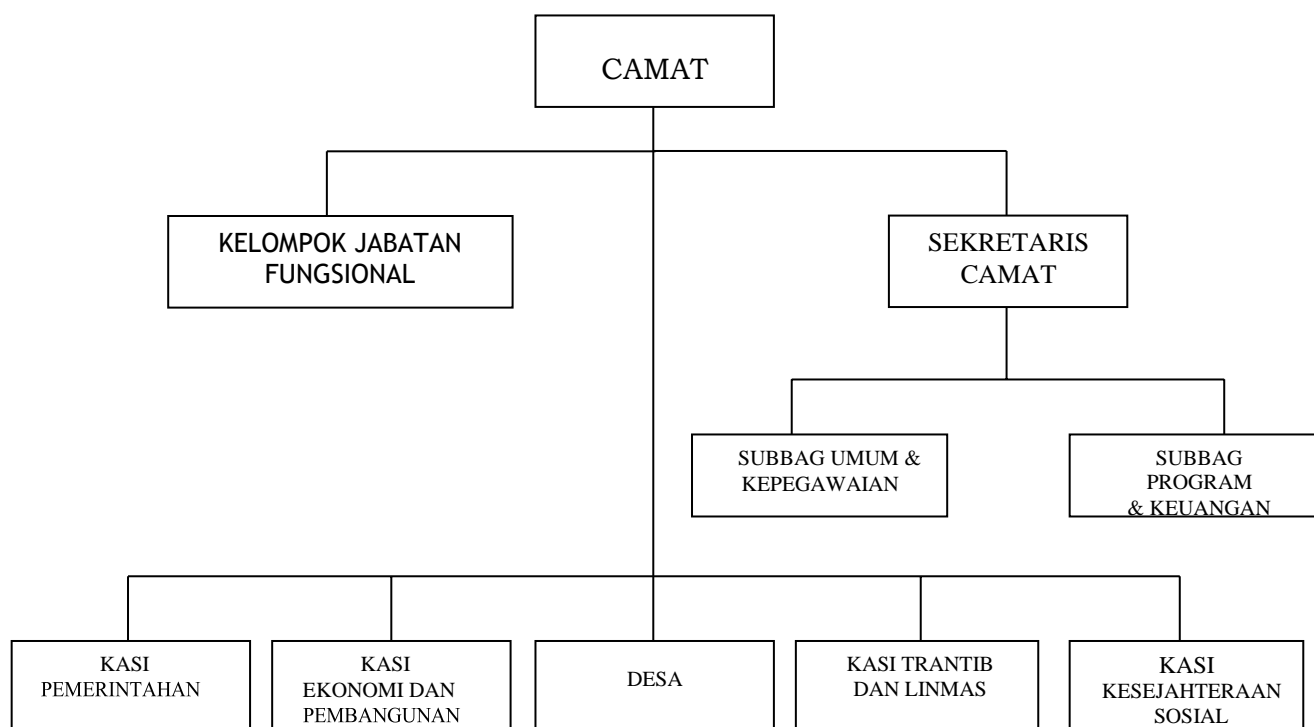 CAMAT
KELOMPOK JABATAN
FUNGSIONAL
SEKRETARIS
CAMAT
SUBBAG UMUM &
KEPEGAWAIAN
SUBBAG
PROGRAM
& KEUANGAN
KASI
PEMERINTAHAN
KASI
EKONOMI DAN
PEMBANGUNAN
DESA
KASI TRANTIB
DAN LINMAS
KASI
KESEJAHTERAAN
SOSIAL